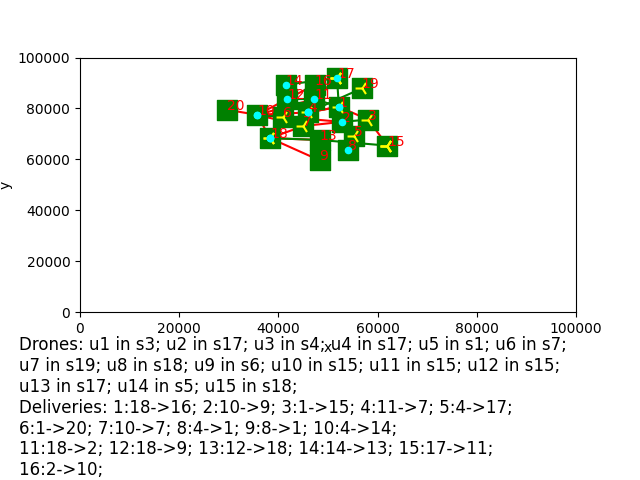 100000
80000
60000
40000
20000
0
y
0 20000 40000 60000 80000 100000
x
20
17
19
15
Drones: u1 in s3; u2 in s17; u3 in s4; u4 in s17; u5 in s1; u6 in s7;
u7 in s19; u8 in s18; u9 in s6; u10 in s15; u11 in s15; u12 in s15;
u13 in s17; u14 in s5; u15 in s18;
Deliveries: 1:18->16; 2:10->9; 3:1->15; 4:11->7; 5:4->17;
6:1->20; 7:10->7; 8:4->1; 9:8->1; 10:4->14;
11:18->2; 12:18->9; 13:12->18; 14:14->13; 15:17->11;
16:2->10;